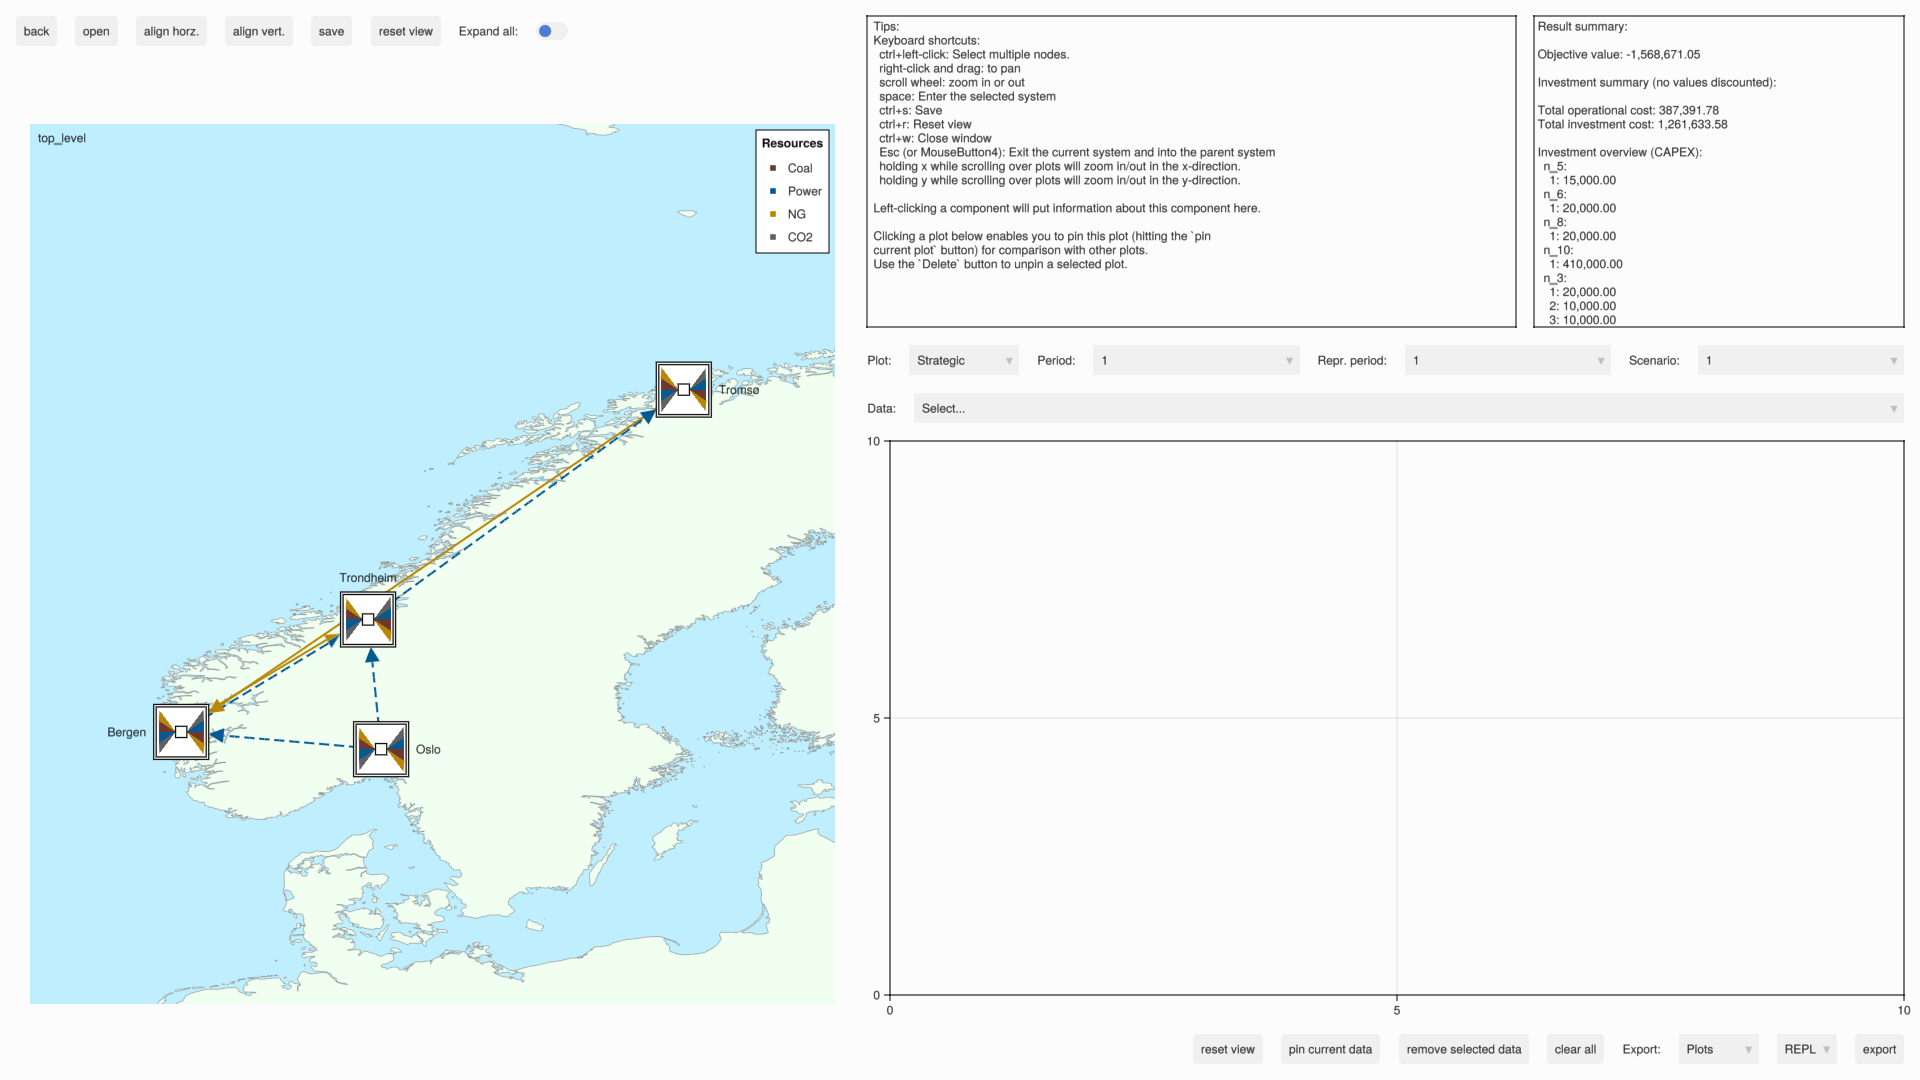 back
open
align horz.
align vert.
save
reset view
Expand all:
top_level
Resources
Coal
Power
NG
CO2
Tromsø
Trondheim
Bergen
Oslo
Tips:
Keyboard shortcuts:
ctrl+left-click: Select multiple nodes.
right-click and drag: to pan
scroll wheel: zoom in or out
space: Enter the selected system
ctrl+s: Save
ctrl+r: Reset view
ctrl+w: Close window
Esc (or MouseButton4): Exit the current system and into the parent system
holding x while scrolling over plots will zoom in/out in the x-direction.
holding y while scrolling over plots will zoom in/out in the y-direction.
Left-clicking a component will put information about this component here.
Clicking a plot below enables you to pin this plot (hitting the `pin
current plot` button) for comparison with other plots.
Use the `Delete` button to unpin a selected plot.
Result summary:
Objective value: -1,568,671.05
Investment summary (no values discounted):
Total operational cost: 387,391.78
Total investment cost: 1,261,633.58
Investment overview (CAPEX):
n_5:
1: 15,000.00
n_6:
1: 20,000.00
n_8:
1: 20,000.00
n_10:
1: 410,000.00
n_3:
1: 20,000.00
2: 10,000.00
3: 10,000.00
Plot:
Strategic
Period:
1
Repr. period:
1
Scenario:
1
Data:
Select...
10
5
0
0
5
10
reset view
pin current data
remove selected data
clear all
Export:
Plots
REPL
export